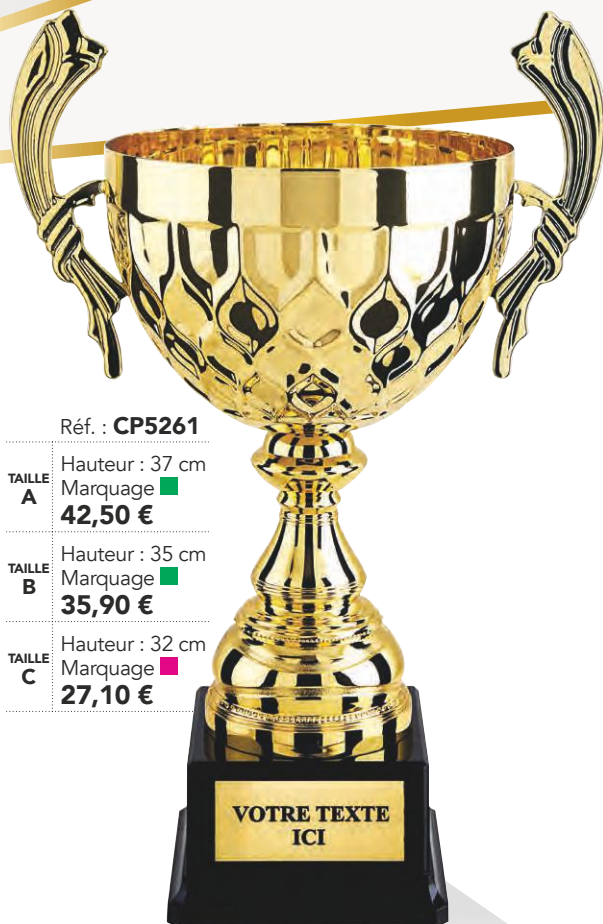 Réf. : CP5261
TAILLE A
Hauteur : 37 cm
Marquage
42,50 €
TAILLE B
Hauteur : 35 cm
Marquage
35,90 €
TAILLE C
Hauteur : 32 cm
Marquage
27,10 €
VOTRE TEXTE
ICI